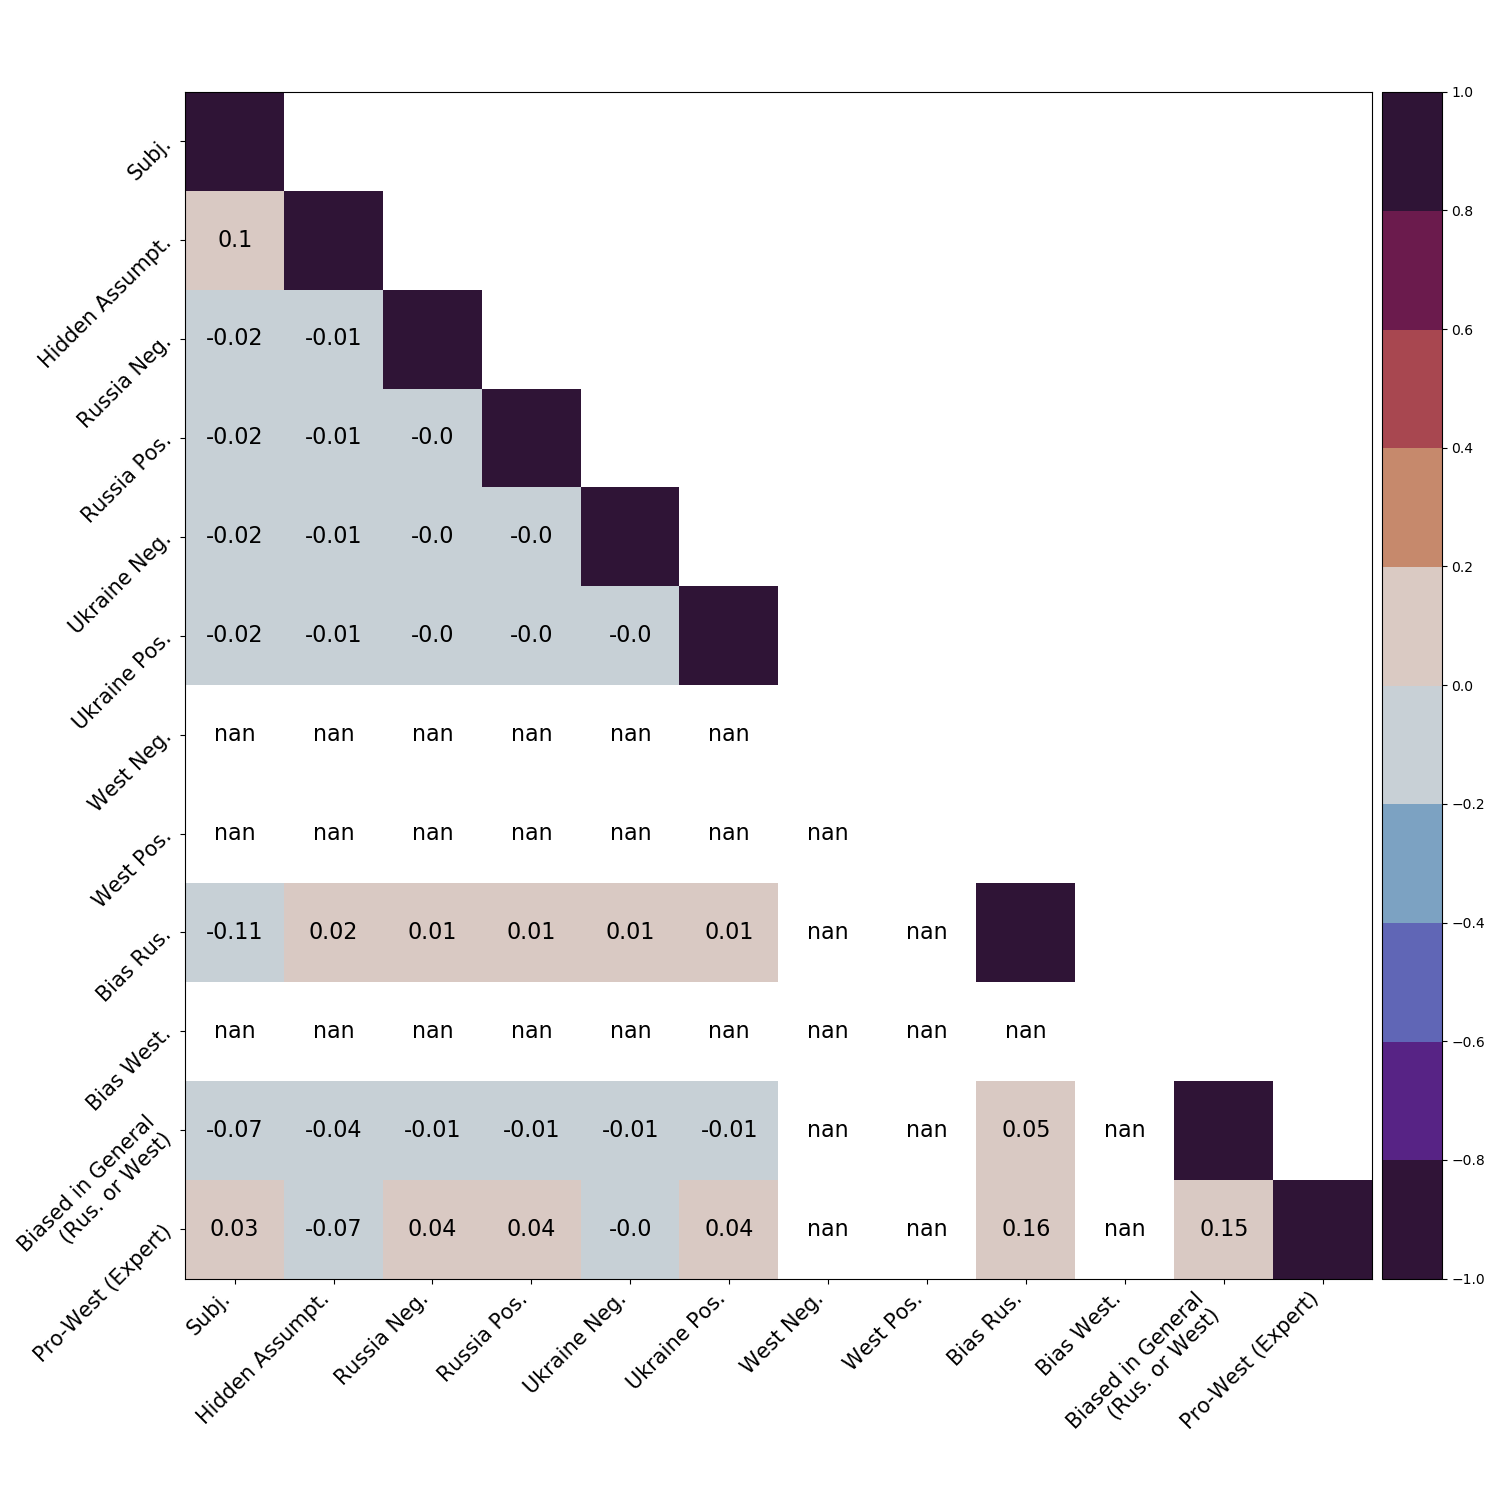 1.0
Subj.
0.8
Hidden Assumpt.
0.1
Russia Neg.
-0.02 -0.01
0.6
Russia Pos.
-0.02 -0.01 -0.0
0.4
Ukraine Neg.
-0.02 -0.01 -0.0 -0.0
0.2
Ukraine Pos.
-0.02 -0.01 -0.0 -0.0 -0.0
0.0
West Neg.
nan nan nan nan nan nan
−0.2
West Pos.
nan nan nan nan nan nan nan
Bias Rus.
-0.11 0.02 0.01 0.01 0.01 0.01 nan nan
−0.4
Bias West.
nan nan nan nan nan nan nan nan nan
−0.6
Biased in General
(Rus. or West)
-0.07 -0.04 -0.01 -0.01 -0.01 -0.01 nan nan 0.05 nan
−0.8
Pro-West (Expert)
0.03 -0.07 0.04 0.04 -0.0 0.04 nan nan 0.16 nan 0.15
−1.0
Subj.
Hidden Assumpt.
Russia Neg.
Russia Pos.
Ukraine Neg.
Ukraine Pos.
West Neg.
West Pos.
Bias Rus.
Bias West.
Biased in General
(Rus. or West)
Pro-West (Expert)